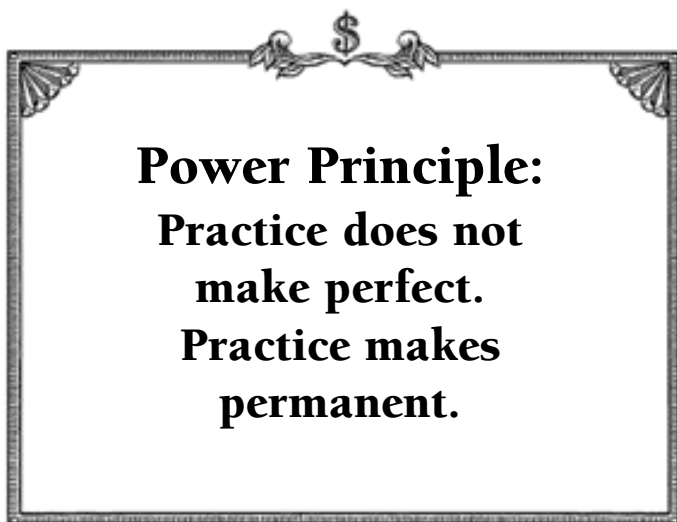 $
Power Principle:
Practice does not
make perfect.
Practice makes
permanent.